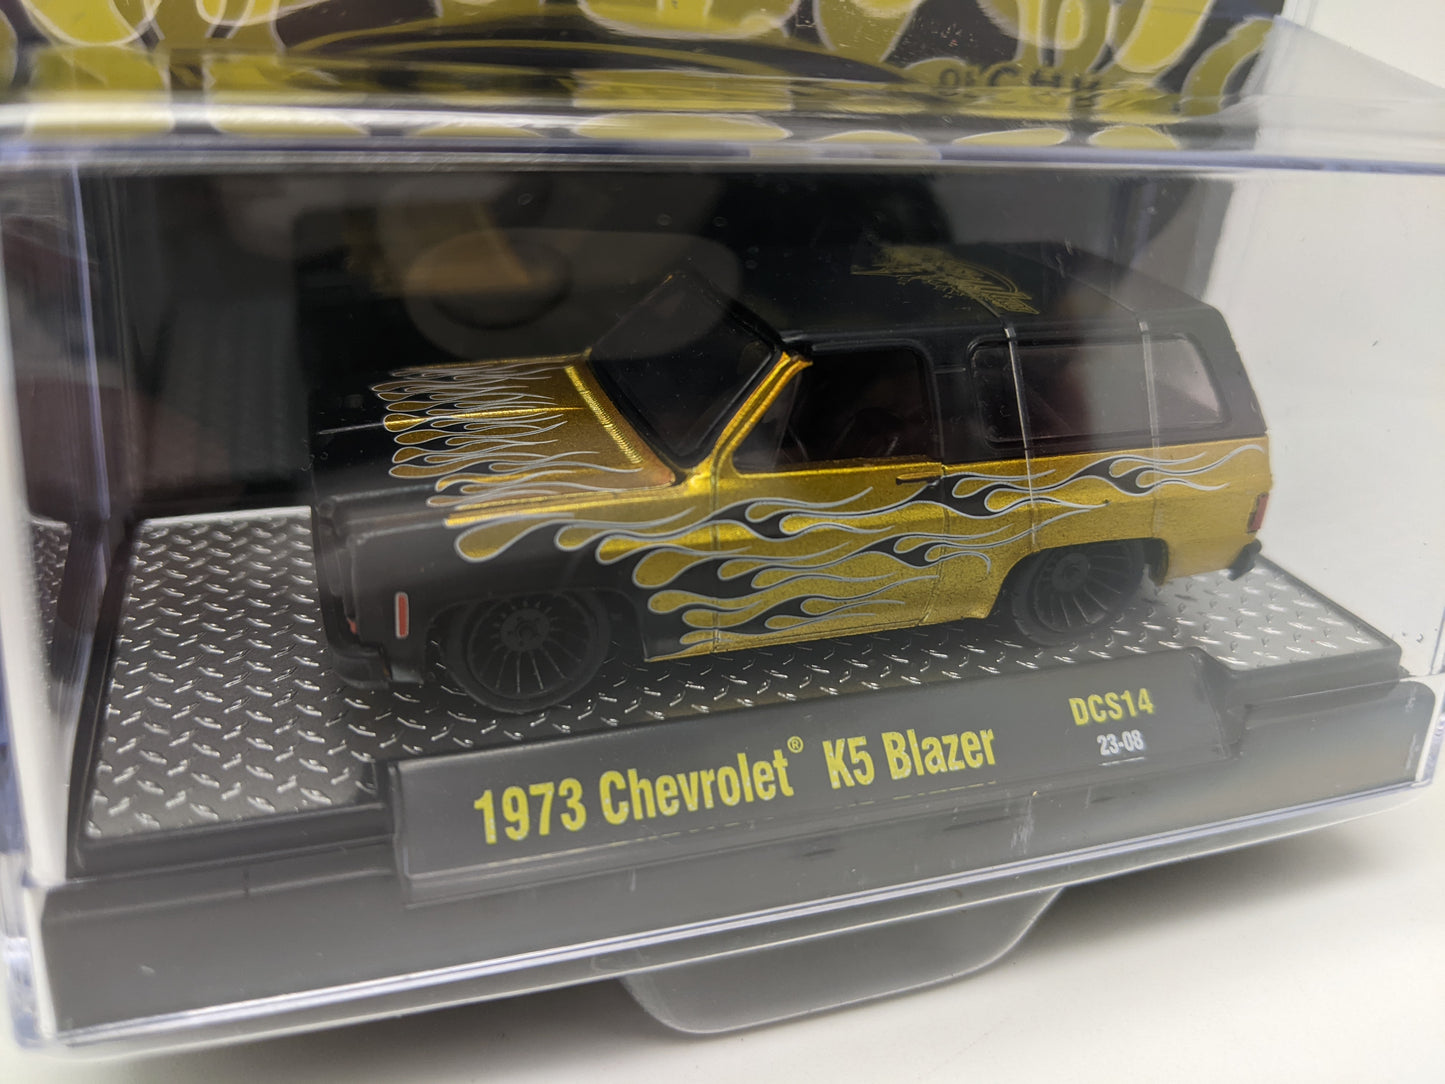 1973 Chevrolet® K5 Blazer
DCS14
23-08